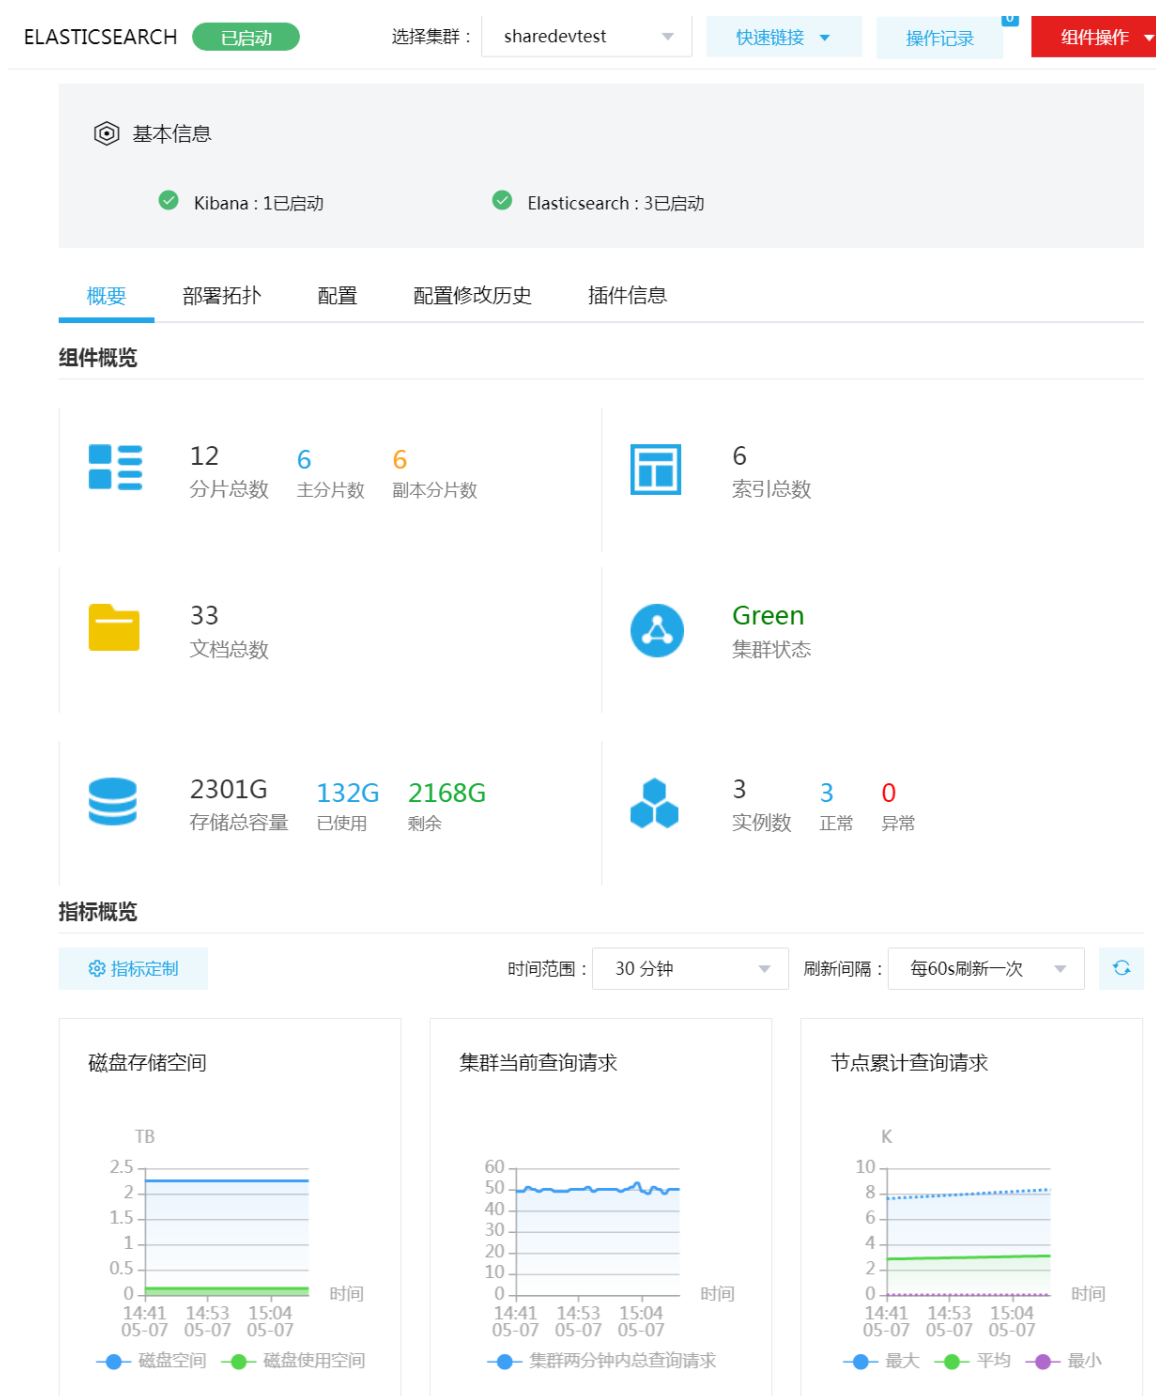 ELASTICSEARCH 已启动 选择集群： sharedevtest 快速链接 操作记录 0 组件操作
基本信息
Kibana : 1已启动 Elasticsearch : 3已启动
概要 部署拓扑 配置 配置修改历史 插件信息
组件概览
12 6 6 6
分片总数 主分片数 副本分片数 索引总数
33 Green
文档总数 集群状态
2301G 132G 2168G 3 3 0
存储总容量 已使用 剩余 实例数 正常 异常
指标概览
指标定制 时间范围： 30 分钟 刷新间隔： 每60s刷新一次
磁盘存储空间 集群当前查询请求 节点累计查询请求
TB
2.5
2
1.5
1
0.5
0
时间
14:41 14:53 15:04
05-07 05-07 05-07
磁盘空间 磁盘使用空间
60
50
40
30
20
10
0
时间
14:41 14:53 15:04
05-07 05-07 05-07
集群两分钟内总查询请求
K
10
8
6
4
2
0
时间
14:41 14:53 15:04
05-07 05-07 05-07
最大 平均 最小